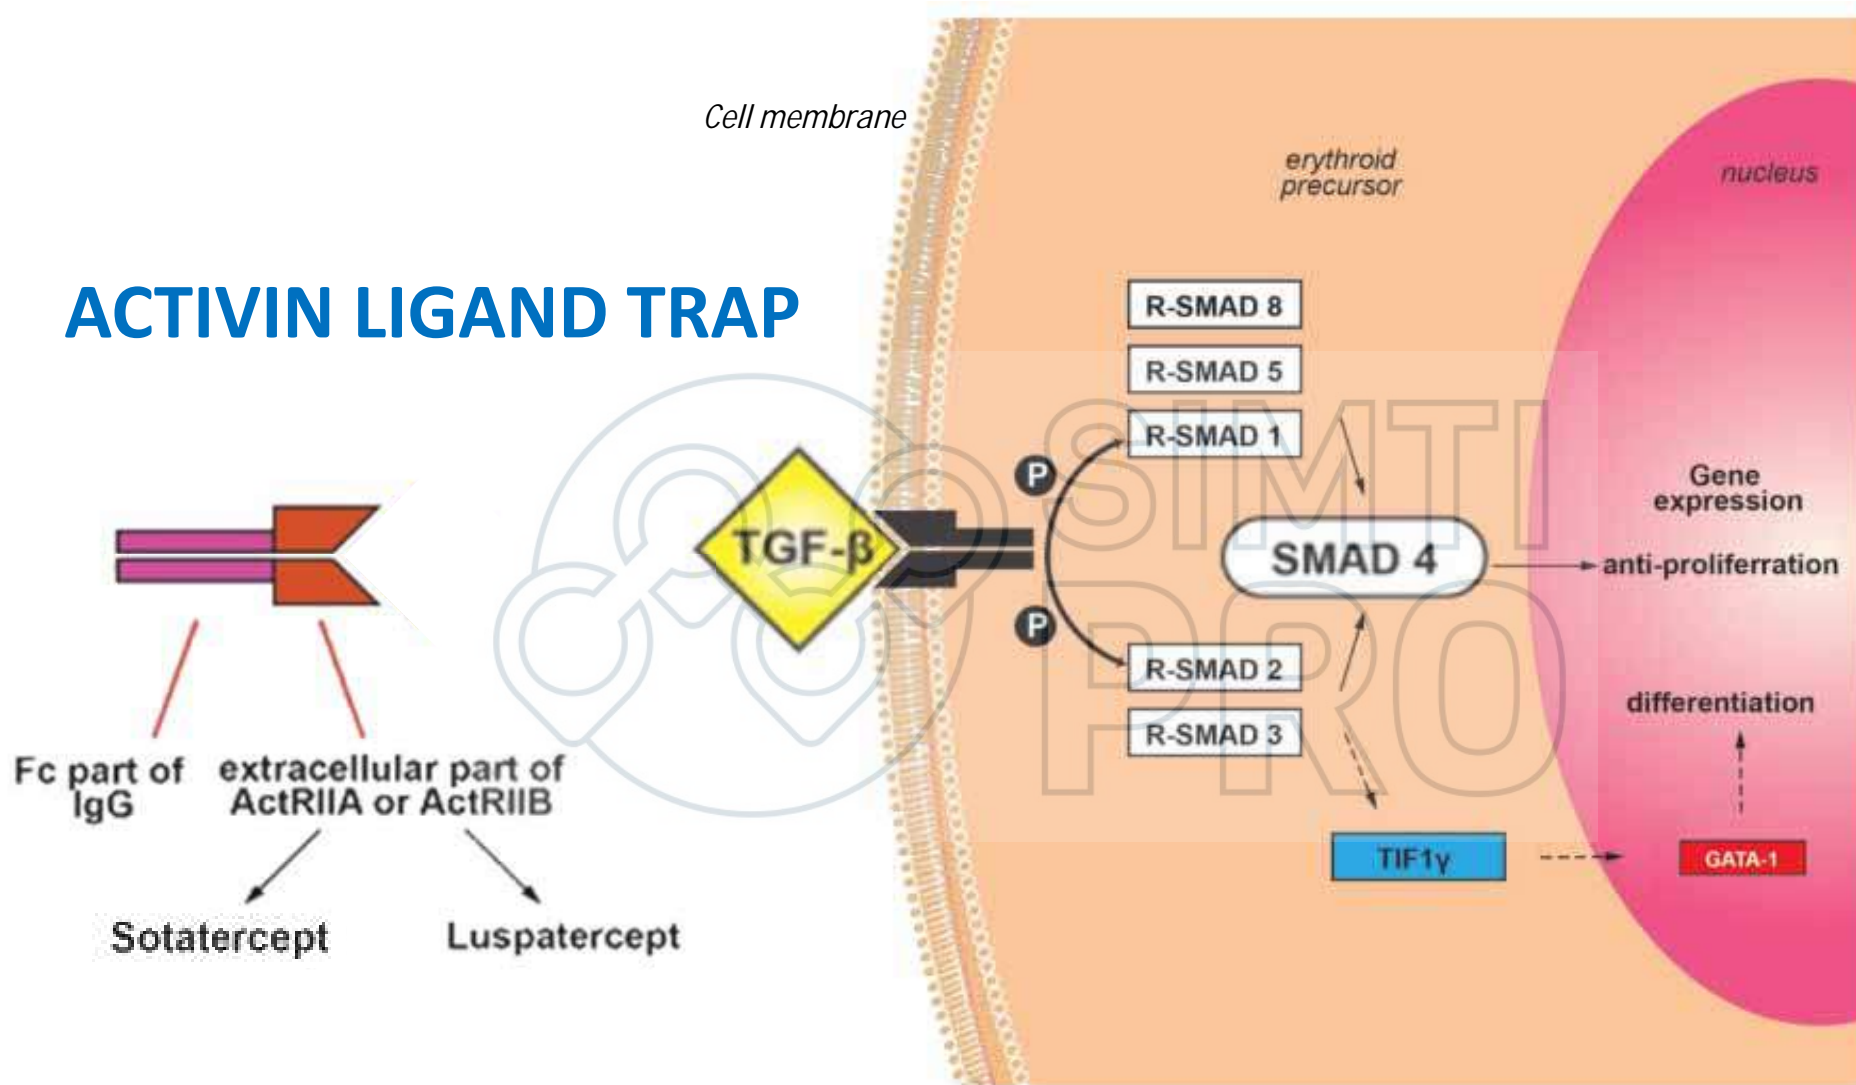 Cell membrane
erythroid
precursor
nucleus
ACTIVIN LIGAND TRAP
R-SMAD 8
R-SMAD 5
R-SMAD 1
P
TGF-β
SMAD 4
P
R-SMAD 2
R-SMAD 3
Gene
expression
anti-proliferration
differentiation
TIF1γ
GATA-1
Fc part of
IgG
extracellular part of
ActRIIA or ActRIIB
Sotatercept
Luspatercept
SIMTI
PRO